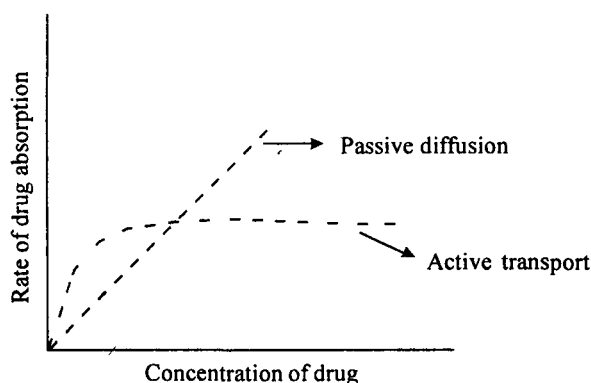 Rate of drug absorption
Passive diffusion
Active transport
Concentration of drug